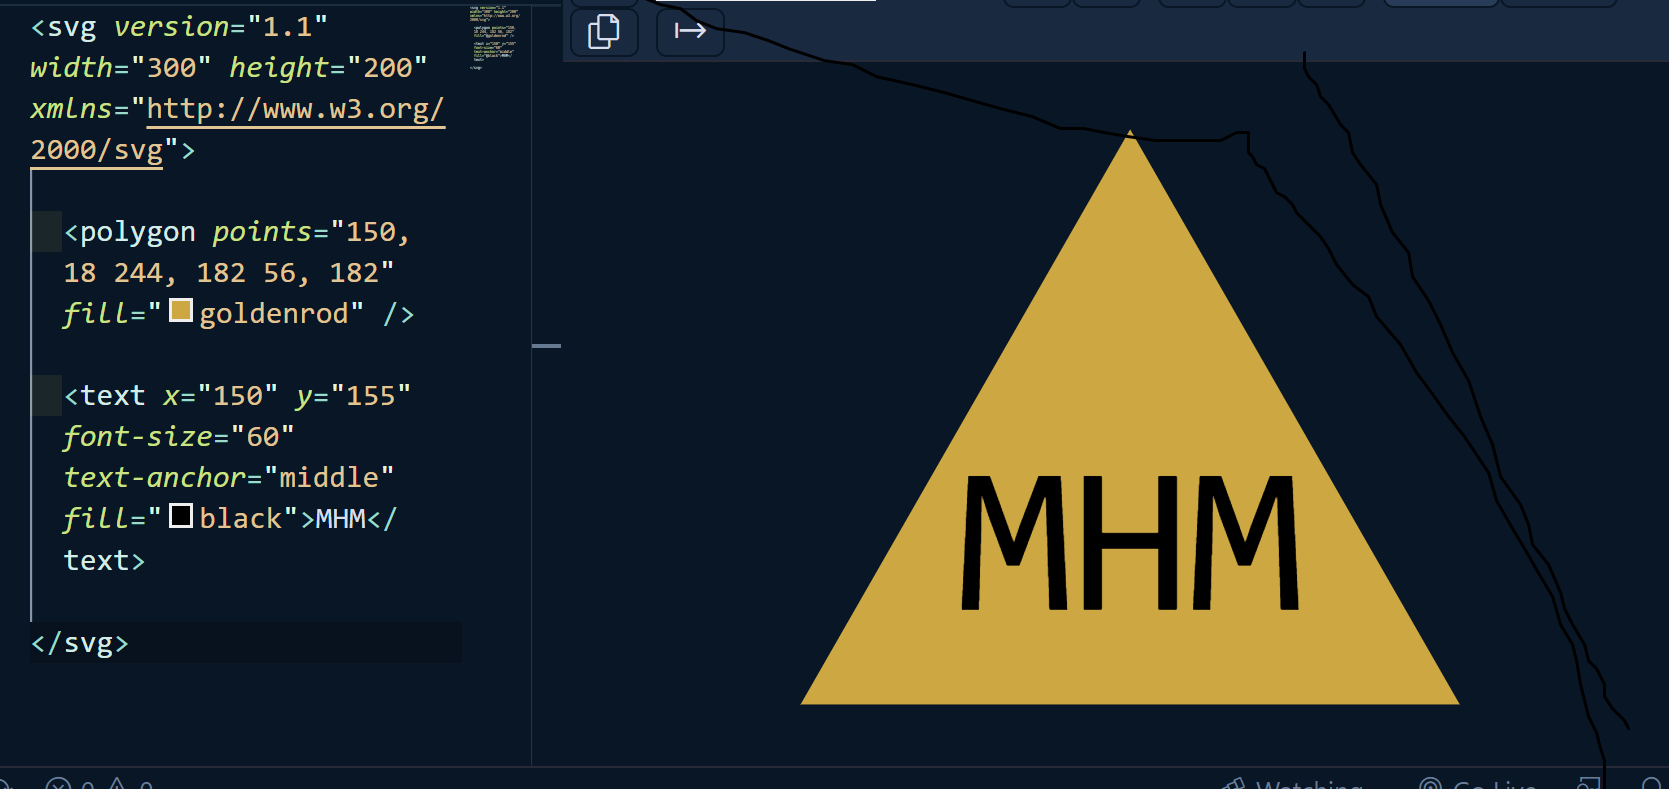 <svg version="1.1"
width="300" height="200"
xmlns="http://www.w3.org/
2000/svg">
<polygon points="150,
18 244, 182 56, 182"
fill="goldenrod" />
<text x="150" y="155"
font-size="60"
text-anchor="middle"
fill="black">MHM</
text>
</svg>
MHM
0 0
Watching
Go Live